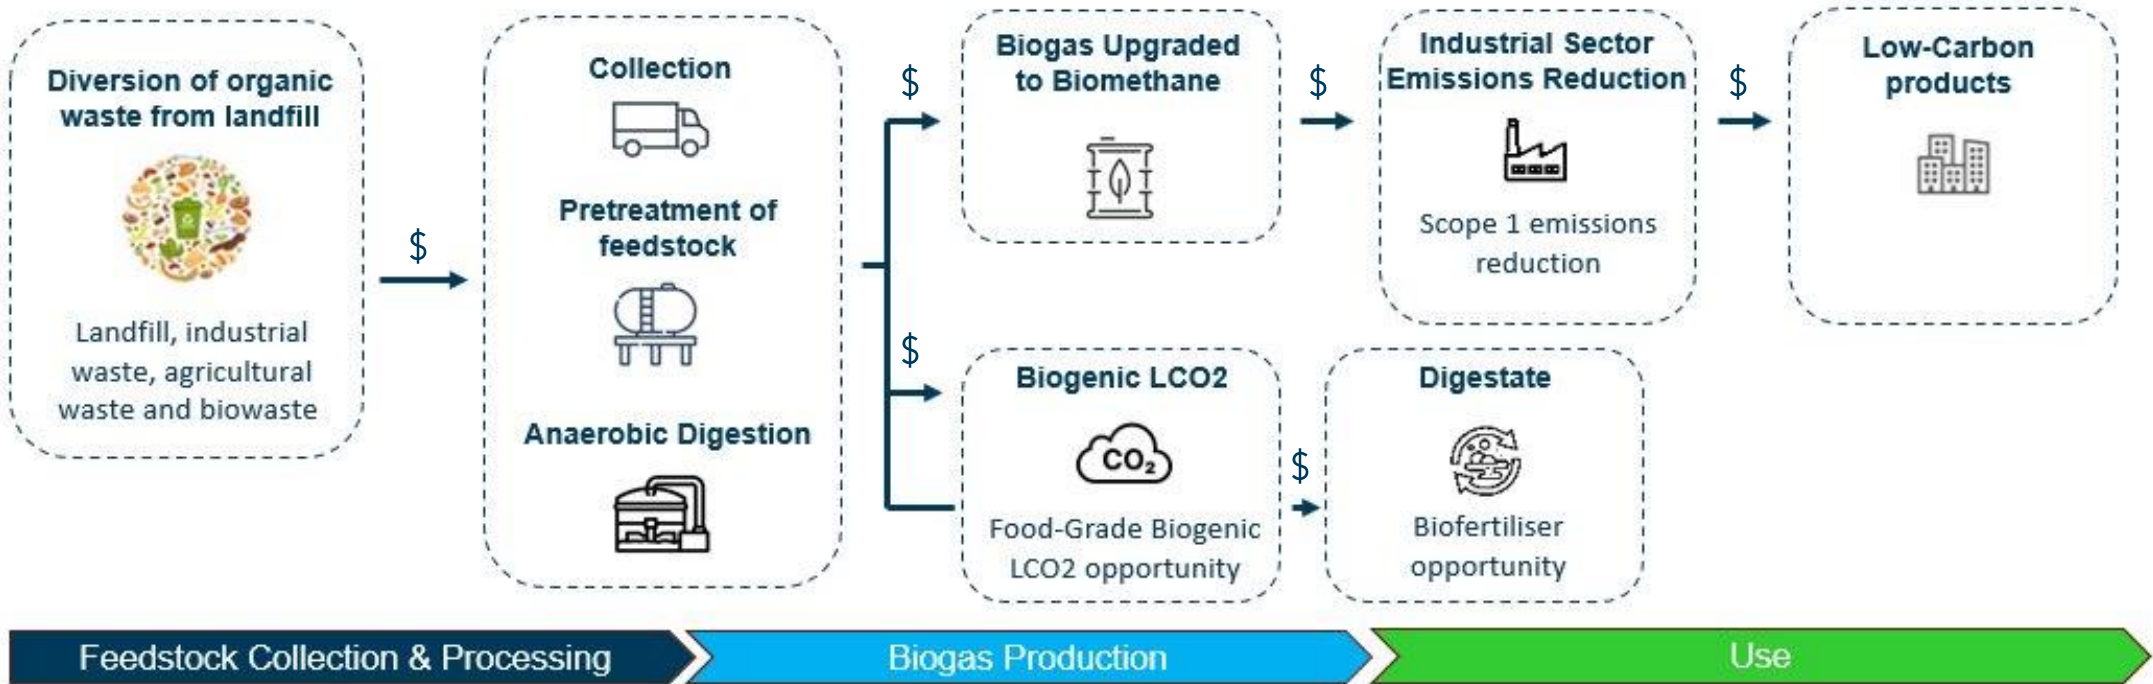 Diversion of organic
waste from landfill
Landfill, industrial
waste, agricultural
waste and biowaste
$
Collection
Pretreatment of
feedstock
Anaerobic Digestion
$
Biogas Upgraded
to Biomethane
$
Industrial Sector
Emissions Reduction
Scope 1 emissions
reduction
$
Low-Carbon
products
$
Biogenic LCO2
CO₂
Food-Grade Biogenic
LCO2 opportunity
$
Digestate
Biofertiliser
opportunity
Feedstock Collection & Processing
Biogas Production
Use